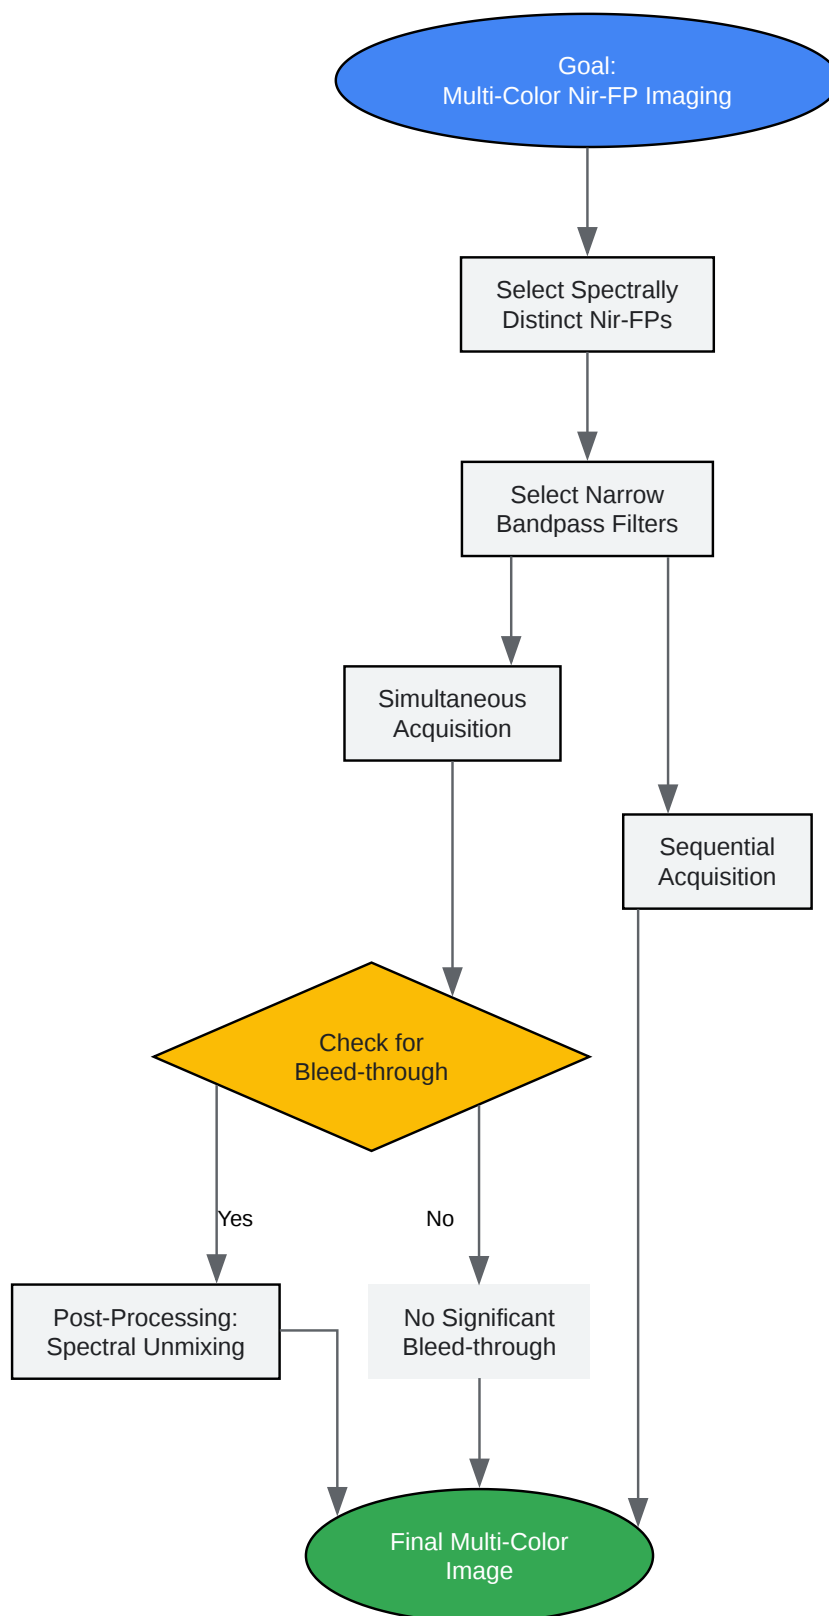 Goal:
Multi-Color Nir-FP Imaging
Select Spectrally
Distinct Nir-FPs
Select Narrow
Bandpass Filters
Simultaneous
Acquisition
Sequential
Acquisition
Check for
Bleed-through
Yes
No
Post-Processing:
Spectral Unmixing
No Significant
Bleed-through
Final Multi-Color
Image